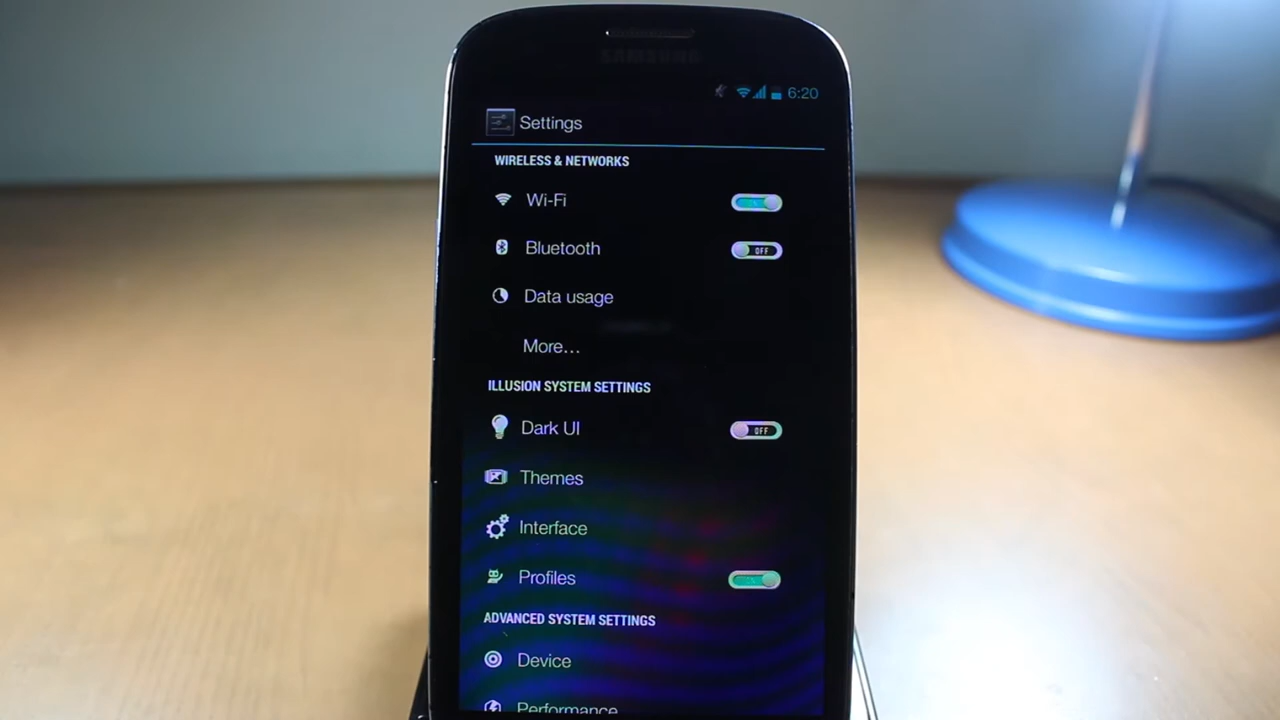 SAMSUNG
6:20
Settings
WIRELESS & NETWORKS
Wi-Fi
Bluetooth OFF
Data usage
More...
ILLUSION SYSTEM SETTINGS
Dark UI OFF
Themes
Interface
Profiles
ADVANCED SYSTEM SETTINGS
Device
Performance